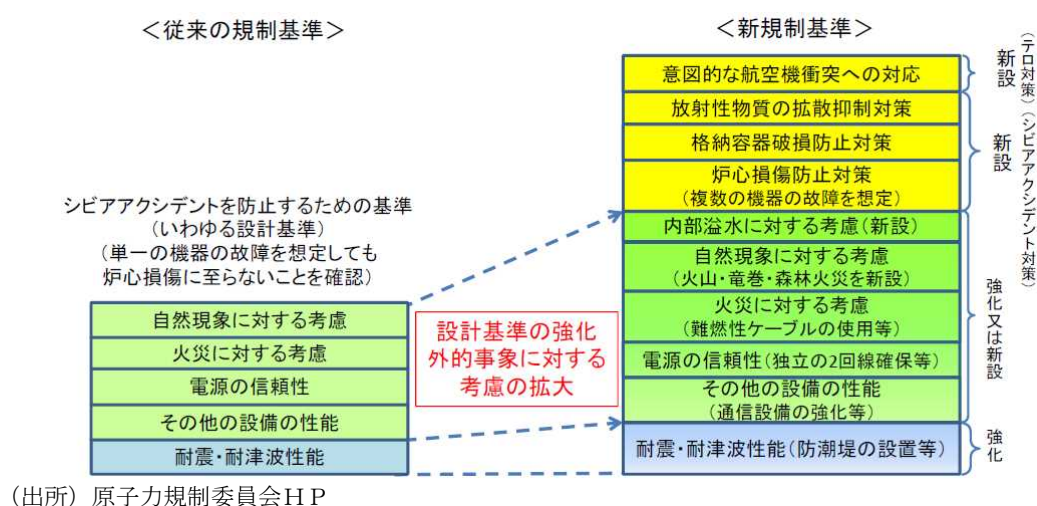 <従来の規制基準>
シビアアクシデントを防止するための基準
(いわゆる設計基準)
(単一の機器の故障を想定しても
炉心損傷に至らないことを確認)
自然現象に対する考慮
火災に対する考慮
電源の信頼性
その他の設備の性能
耐震・耐津波性能
設計基準の強化
外的事象に対する
考慮の拡大
<新規制基準>
意図的な航空機衝突への対応
放射性物質の拡散抑制対策
格納容器破損防止対策
炉心損傷防止対策
(複数の機器の故障を想定)
内部溢水に対する考慮(新設)
自然現象に対する考慮
(火山・竜巻・森林火災を新設)
火災に対する考慮
(難燃性ケーブルの使用等)
電源の信頼性(独立の2回線確保等)
その他の設備の性能
(通信設備の強化等)
耐震・耐津波性能(防潮堤の設置等)
新設
(テロ対策)
新設
(シビアアクシデント対策)
強化又は新設
強化
(出所)原子力規制委員会HP